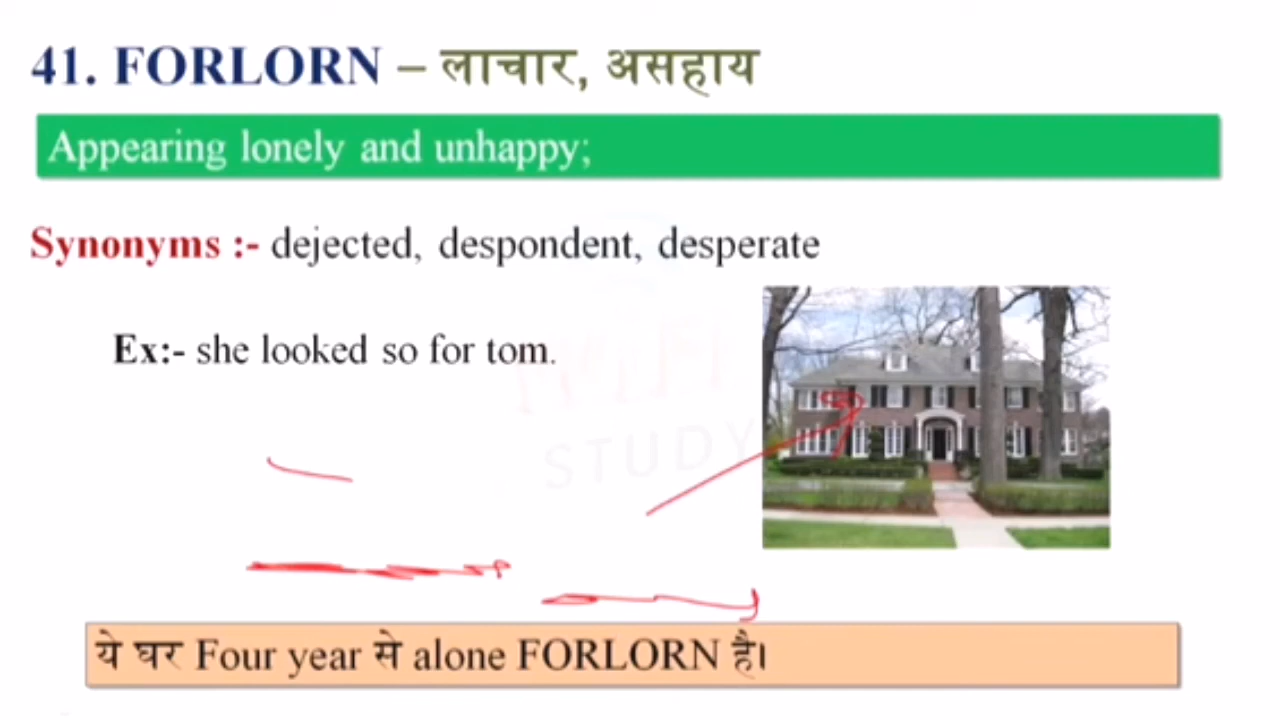 41. FORLORN – लाचार, असहाय
Appearing lonely and unhappy;
Synonyms :- dejected, despondent, desperate
Ex:- she looked so for tom.
STUDY
ये घर Four year से alone FORLORN है।